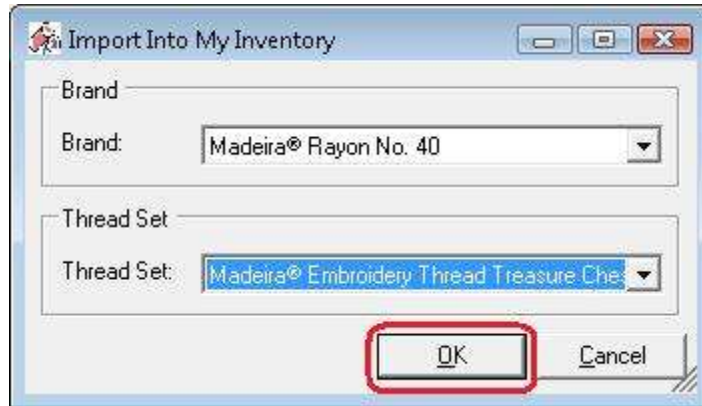 Import Into My Inventory
Brand
Brand: Madeira® Rayon No. 40
Thread Set
Thread Set: Madeira® Embroidery Thread Treasure Che
OK Cancel